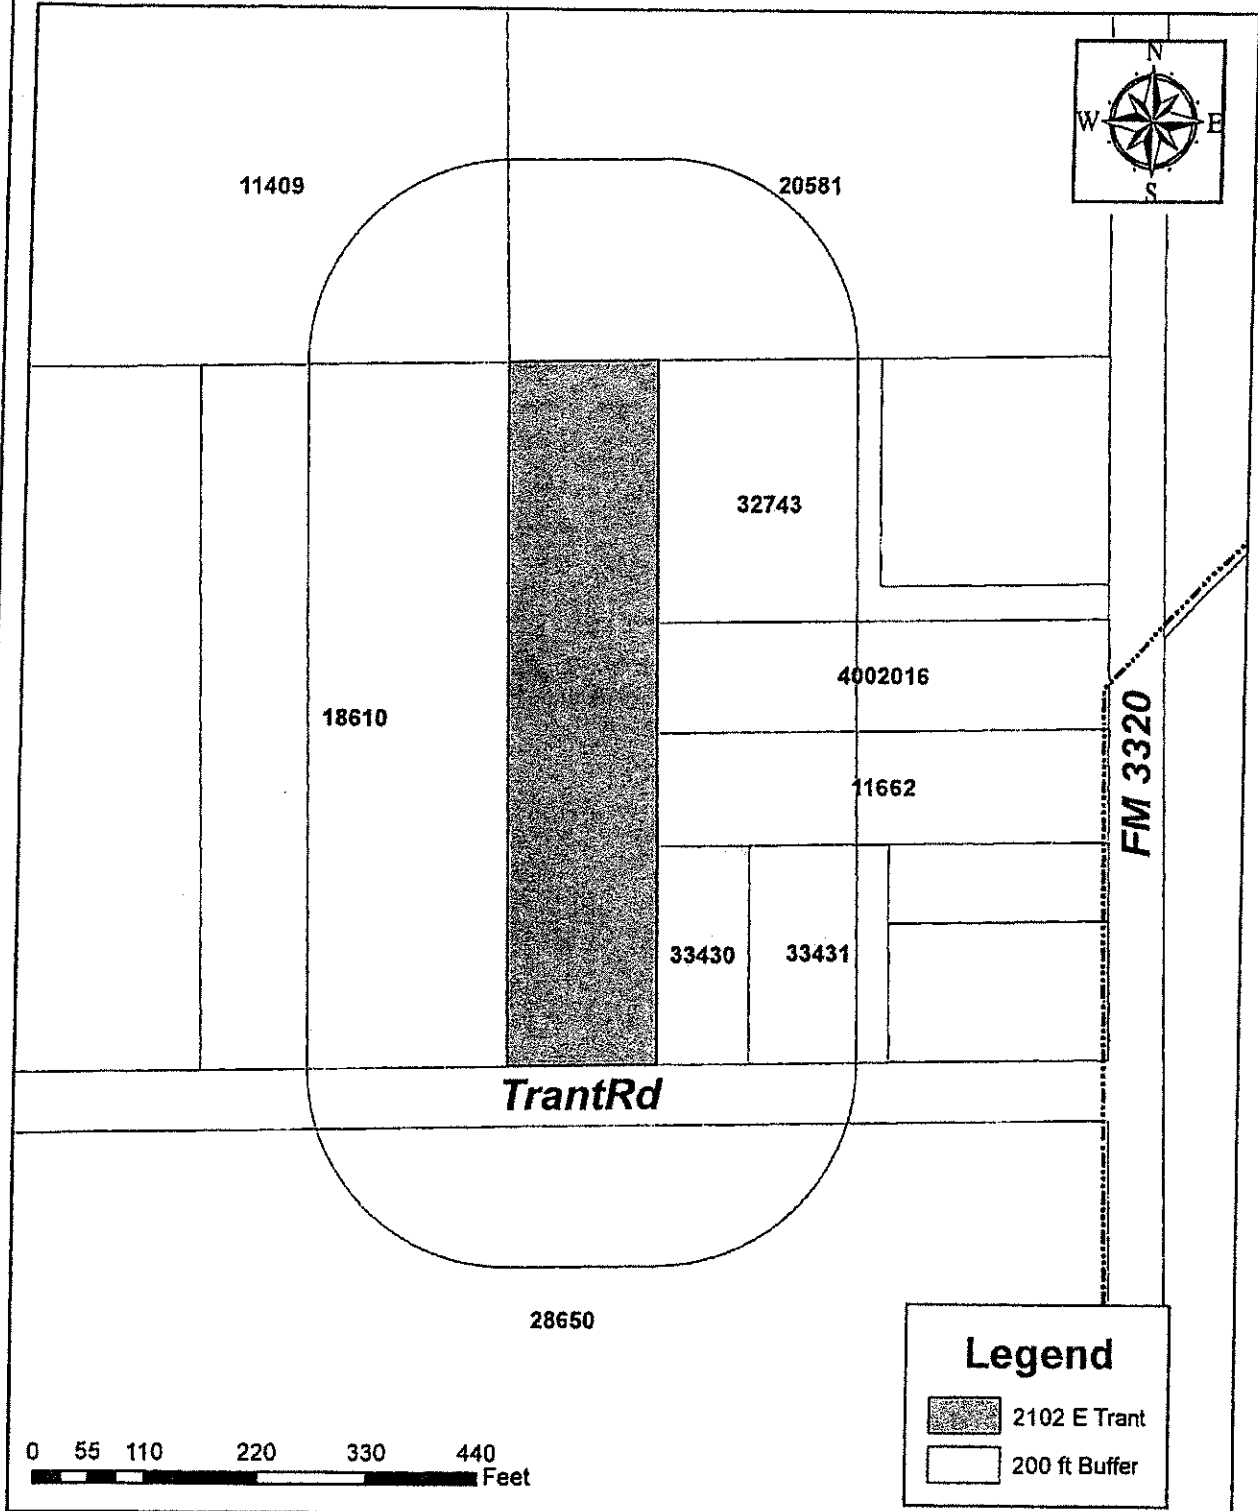 N
W E
S
11409
20581
32743
4002016
18610
FM 3320
11662
33430
33431
TrantRd
28650
Legend
2102 E Trant
200 ft Buffer
0 55 110 220 330 440
Feet